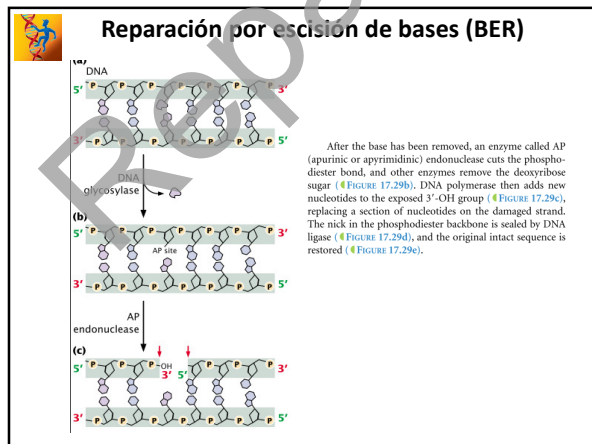 Reparación por escisión de bases (BER)
(a)
DNA
5′ P P P P P P P 3′
3′ P P P P P P P 5′
DNA
glycosylase
(b)
5′ P P P P P P P 3′
AP site
3′ P P P P P P P 5′
AP
endonuclease
(c)
5′ P P P OH 3′ 5′ P P P 3′
3′ P P P P P P P 5′
After the base has been removed, an enzyme called AP
(apurinic or apyrimidinic) endonuclease cuts the phospho-
diester bond, and other enzymes remove the deoxyribose
sugar (FIGURE 17.29b). DNA polymerase then adds new
nucleotides to the exposed 3′-OH group (FIGURE 17.29c),
replacing a section of nucleotides on the damaged strand.
The nick in the phosphodiester backbone is sealed by DNA
ligase (FIGURE 17.29d), and the original intact sequence is
restored (FIGURE 17.29e).